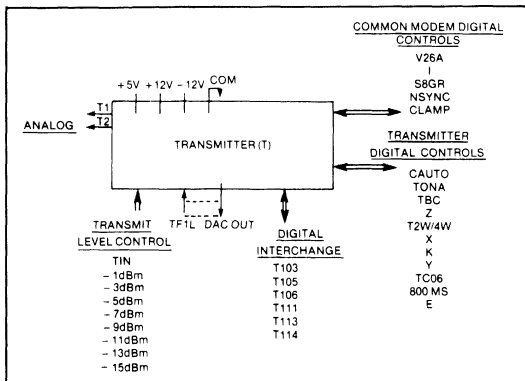 COMMON MODEM DIGITAL
CONTROLS
V26A
I
S8GR
NSYNC
CLAMP
+5V +12V -12V COM
T1
T2
ANALOG
TRANSMITTER (T)
TRANSMITTER
DIGITAL CONTROLS
CAUTO
TONA
TBC
Z
T2W/4W
X
K
Y
TC06
800 MS
E
TRANSMIT
LEVEL CONTROL
TIN
- 1dBm
- 3dBm
- 5dBm
- 7dBm
- 9dBm
- 11dBm
- 13dBm
- 15dBm
TF1L DAC OUT
DIGITAL
INTERCHANGE
T103
T105
T106
T111
T113
T114